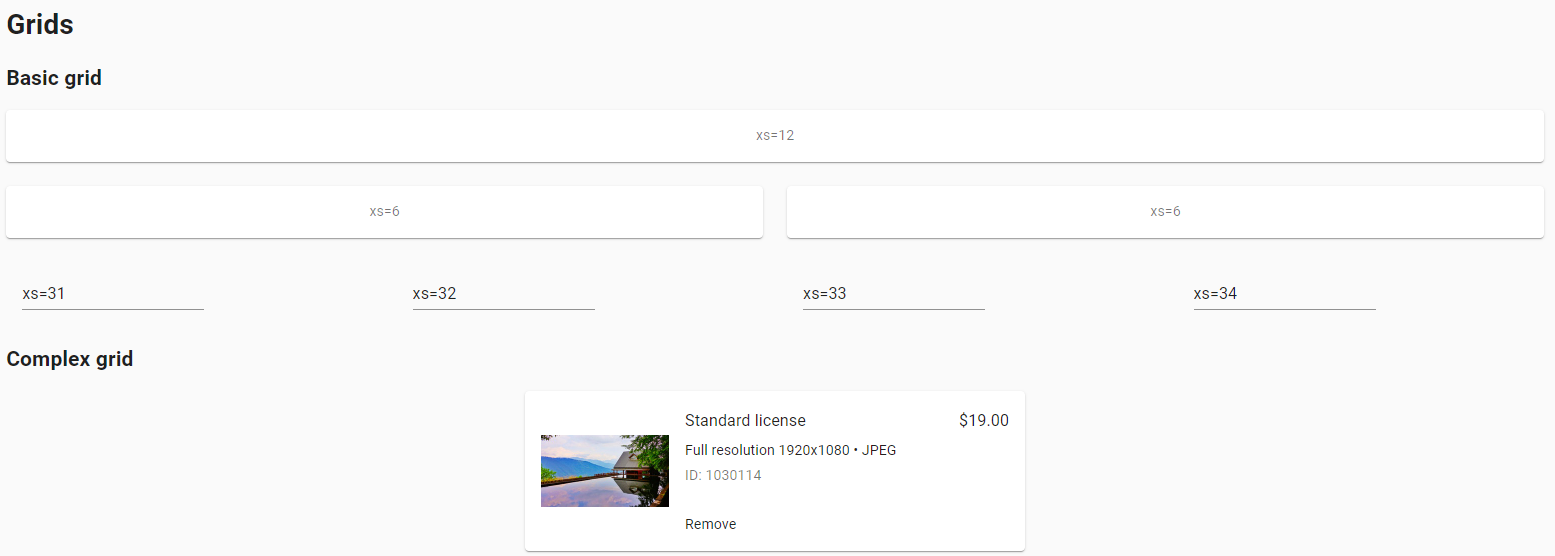 Grids
Basic grid
xs=12
xs=6 xs=6
xs=31 xs=32 xs=33 xs=34
Complex grid
Standard license $19.00
Full resolution 1920x1080 • JPEG
ID: 1030114
Remove